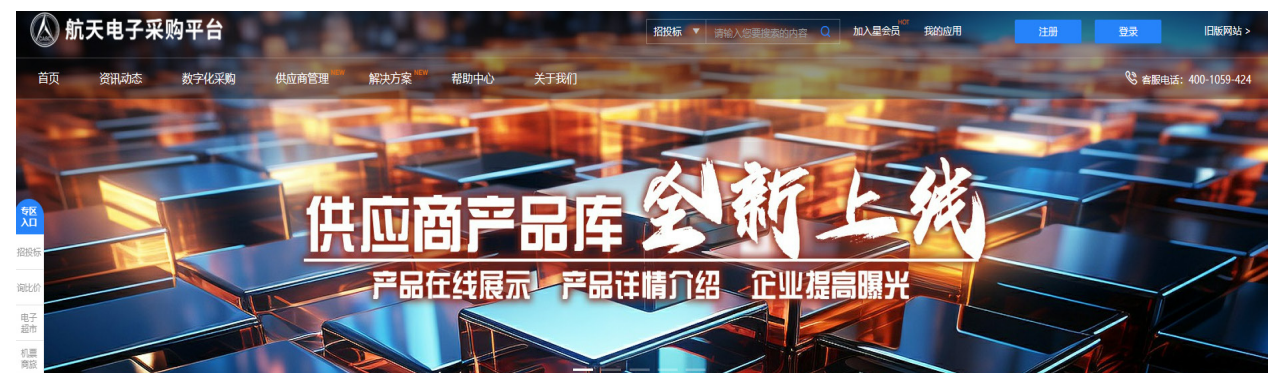 航天电子采购平台
招投标 ▼ 请输入您要搜索的内容
加入星会员 HOT
我的应用
注册
登录
旧版网站 >
首页
资讯动态
数字化采购
供应商管理 NEW
解决方案 NEW
帮助中心
关于我们
客服电话：400-1059-424
供应商产品库全新上线
产品在线展示 产品详情介绍 企业提高曝光
专区
入口
招投标
询比价
电子
超市
机票
商旅